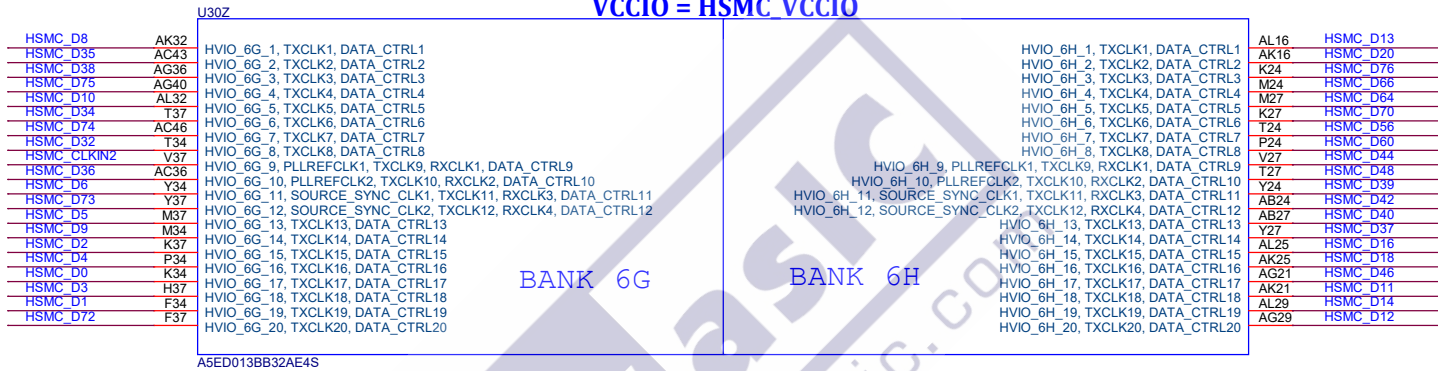 VCCIO = HSMC_VCCIO
U30Z
HSMC_D8 AK32 HVIO_6G_1, TXCLK1, DATA_CTRL1 HVIO_6H_1, TXCLK1, DATA_CTRL1 AL16 HSMC_D13
HSMC_D35 AC43 HVIO_6G_2, TXCLK2, DATA_CTRL2 HVIO_6H_2, TXCLK2, DATA_CTRL2 AK16 HSMC_D20
HSMC_D38 AG36 HVIO_6G_3, TXCLK3, DATA_CTRL3 HVIO_6H_3, TXCLK3, DATA_CTRL3 K24 HSMC_D76
HSMC_D75 AG40 HVIO_6G_4, TXCLK4, DATA_CTRL4 HVIO_6H_4, TXCLK4, DATA_CTRL4 M24 HSMC_D66
HSMC_D10 AL32 HVIO_6G_5, TXCLK5, DATA_CTRL5 HVIO_6H_5, TXCLK5, DATA_CTRL5 M27 HSMC_D64
HSMC_D34 T37 HVIO_6G_6, TXCLK6, DATA_CTRL6 HVIO_6H_6, TXCLK6, DATA_CTRL6 K27 HSMC_D70
HSMC_D74 AC46 HVIO_6G_7, TXCLK7, DATA_CTRL7 HVIO_6H_7, TXCLK7, DATA_CTRL7 T24 HSMC_D56
HSMC_D32 T34 HVIO_6G_8, TXCLK8, DATA_CTRL8 HVIO_6H_8, TXCLK8, DATA_CTRL8 P24 HSMC_D60
HSMC_CLKIN2 V37 HVIO_6G_9, PLLREFCLK1, TXCLK9, RXCLK1, DATA_CTRL9 HVIO_6H_9, PLLREFCLK1, TXCLK9, RXCLK1, DATA_CTRL9 V27 HSMC_D44
HSMC_D36 AC36 HVIO_6G_10, PLLREFCLK2, TXCLK10, RXCLK2, DATA_CTRL10 HVIO_6H_10, PLLREFCLK2, TXCLK10, RXCLK2, DATA_CTRL10 T27 HSMC_D48
HSMC_D6 Y34 HVIO_6G_11, SOURCE_SYNC_CLK1, TXCLK11, RXCLK3, DATA_CTRL11 HVIO_6H_11, SOURCE_SYNC_CLK1, TXCLK11, RXCLK3, DATA_CTRL11 Y24 HSMC_D39
HSMC_D73 Y37 HVIO_6G_12, SOURCE_SYNC_CLK2, TXCLK12, RXCLK4, DATA_CTRL12 HVIO_6H_12, SOURCE_SYNC_CLK2, TXCLK12, RXCLK4, DATA_CTRL12 AB24 HSMC_D42
HSMC_D5 M37 HVIO_6G_13, TXCLK13, DATA_CTRL13 HVIO_6H_13, TXCLK13, DATA_CTRL13 AB27 HSMC_D40
HSMC_D9 M34 HVIO_6G_14, TXCLK14, DATA_CTRL14 HVIO_6H_14, TXCLK14, DATA_CTRL14 Y27 HSMC_D37
HSMC_D2 K37 HVIO_6G_15, TXCLK15, DATA_CTRL15 HVIO_6H_15, TXCLK15, DATA_CTRL15 AL25 HSMC_D16
HSMC_D4 P34 HVIO_6G_16, TXCLK16, DATA_CTRL16 HVIO_6H_16, TXCLK16, DATA_CTRL16 AK25 HSMC_D18
HSMC_D0 K34 HVIO_6G_17, TXCLK17, DATA_CTRL17 HVIO_6H_17, TXCLK17, DATA_CTRL17 AG21 HSMC_D46
HSMC_D3 H37 HVIO_6G_18, TXCLK18, DATA_CTRL18 HVIO_6H_18, TXCLK18, DATA_CTRL18 AK21 HSMC_D11
HSMC_D1 F34 HVIO_6G_19, TXCLK19, DATA_CTRL19 HVIO_6H_19, TXCLK19, DATA_CTRL19 AL29 HSMC_D14
HSMC_D72 F37 HVIO_6G_20, TXCLK20, DATA_CTRL20 HVIO_6H_20, TXCLK20, DATA_CTRL20 AG29 HSMC_D12
BANK 6G BANK 6H
A5ED013BB32AE4S